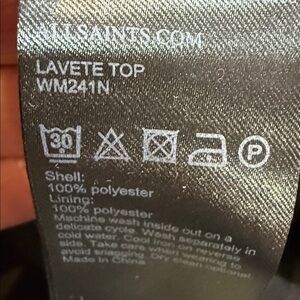 ALLSAINTS.COM
LAVETE TOP
WM241N
30 P
Shell:
100% polyester
Lining:
100% polyester
Machine wash inside out on a
delicate cycle. Wash separately in
cold water. Cool iron on reverse
side. Take care when wearing to
avoid snagging. Dry clean optional
Made in China